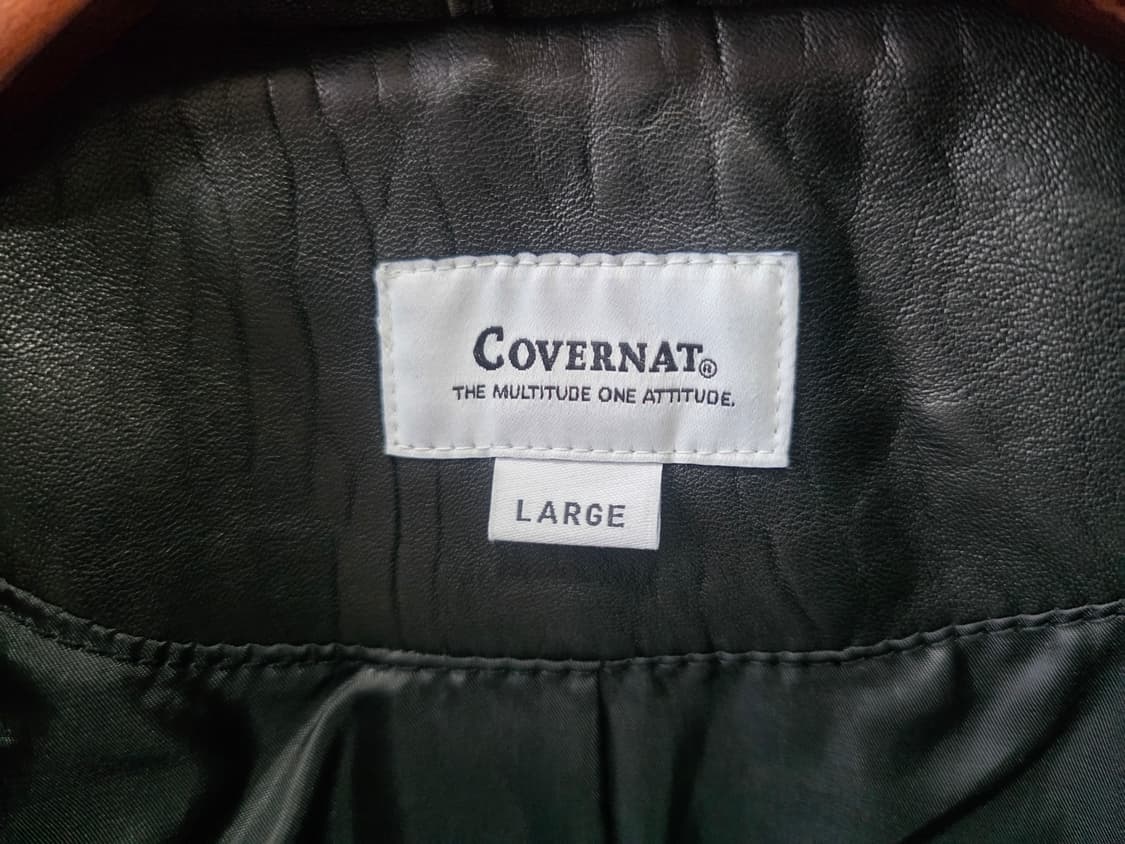 COVERNAT®
THE MULTITUDE ONE ATTITUDE.
LARGE